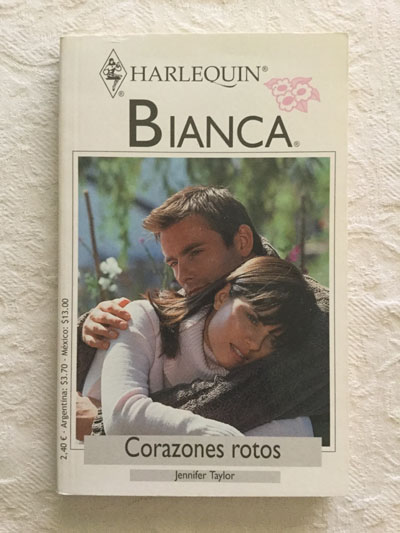 HARLEQUIN®
®
BIANCA®
2,40 € - Argentina: $3.70 - México: $13.00
Corazones rotos
Jennifer Taylor